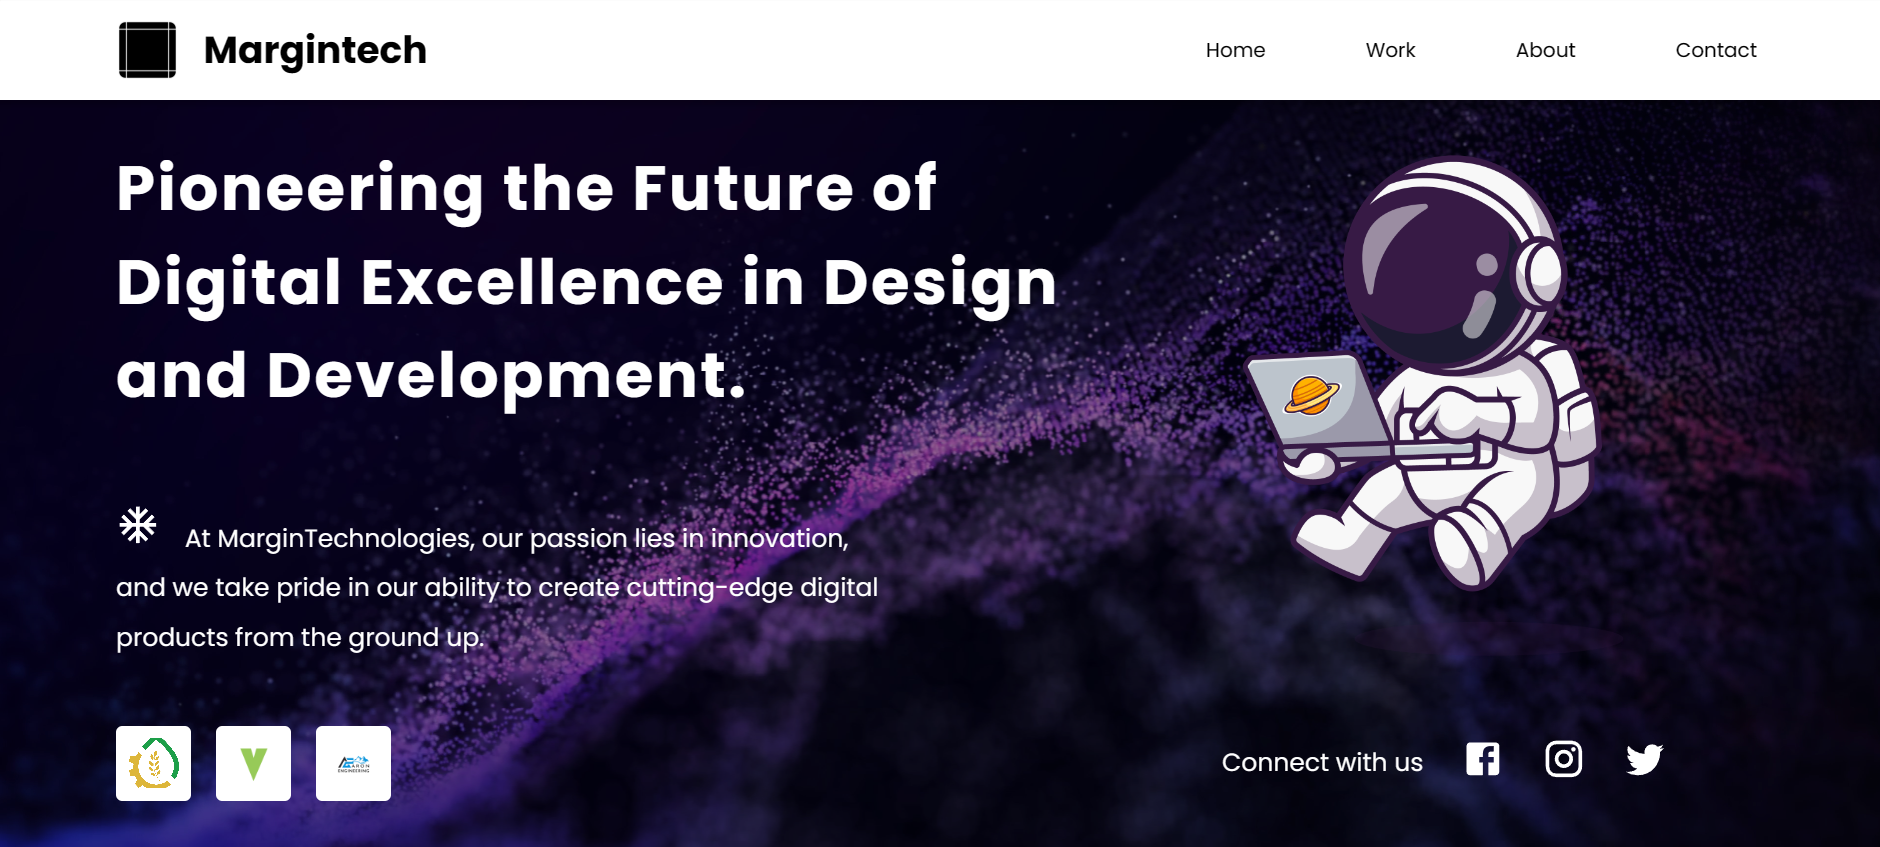 Margintech
Home Work About Contact
Pioneering the Future of
Digital Excellence in Design
and Development.
At MarginTechnologies, our passion lies in innovation,
and we take pride in our ability to create cutting-edge digital
products from the ground up.
V
ENGINEERING
Connect with us